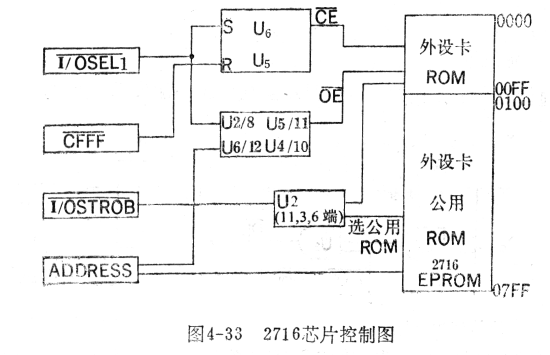 I/OSEL1
CFFF
I/OSTROB
ADDRESS
S U6
R U5
U2/8 U5/11
U6/12 U4/10
U2
(11,3,6 端)
CE
OE
选公用
ROM
外设卡
ROM
外设卡
公用
ROM
2716
EPROM
0000
00FF
0100
07FF
图4-33 2716芯片控制图